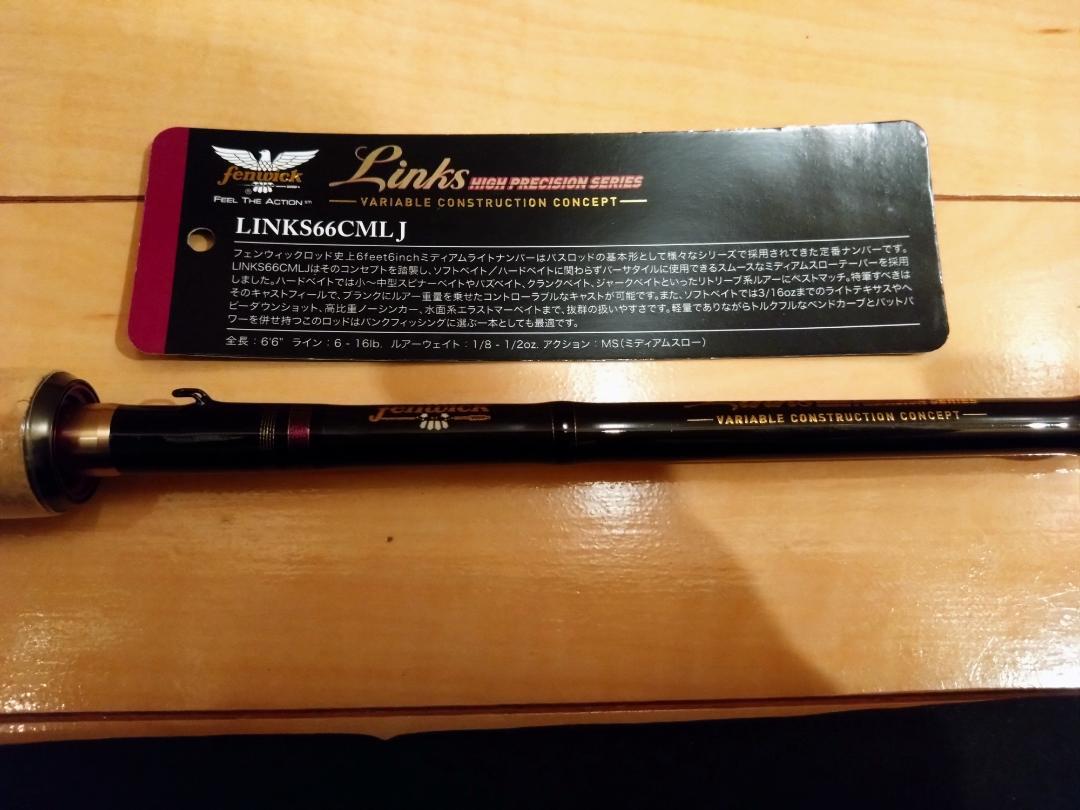 fenwick
®
FEEL THE ACTION SM
Links HIGH PRECISION SERIES
VARIABLE CONSTRUCTION CONCEPT
LINKS66CMLJ
フェンウィックロッド史上6feet6inchミディアムライトナンバーはバスロッドの基本形として様々なシリーズで採用されてきた定番ナンバーです。
LINKS66CMLJはそのコンセプトを踏襲し、ソフトベイト/ハードベイトに関わらずバーサタイルに使用できるスムースなミディアムスローテーパーを採用
しました。ハードベイトでは小〜中型スピナーベイトやバズベイト、クランクベイト、ジャークベイトといったリトリーブ系ルアーにベストマッチ。特筆すべきは
そのキャストフィールで、ブランクにルアー重量を乗せたコントローラブルなキャストが可能です。また、ソフトベイトでは3/16ozまでのライトテキサスやヘ
ビーダウンショット、高比重ノーシンカー、水面系エラストマーベイトまで、抜群の扱いやすさです。軽量でありながらトルクフルなベンドカーブとバットパ
ワーを併せ持つこのロッドはバンクフィッシングに選ぶ一本としても最適です。
全長:6'6" ライン:6 - 16lb. ルアーウェイト:1/8 - 1/2oz. アクション:MS(ミディアムスロー)
fenwick
VARIABLE CONSTRUCTION CONCEPT